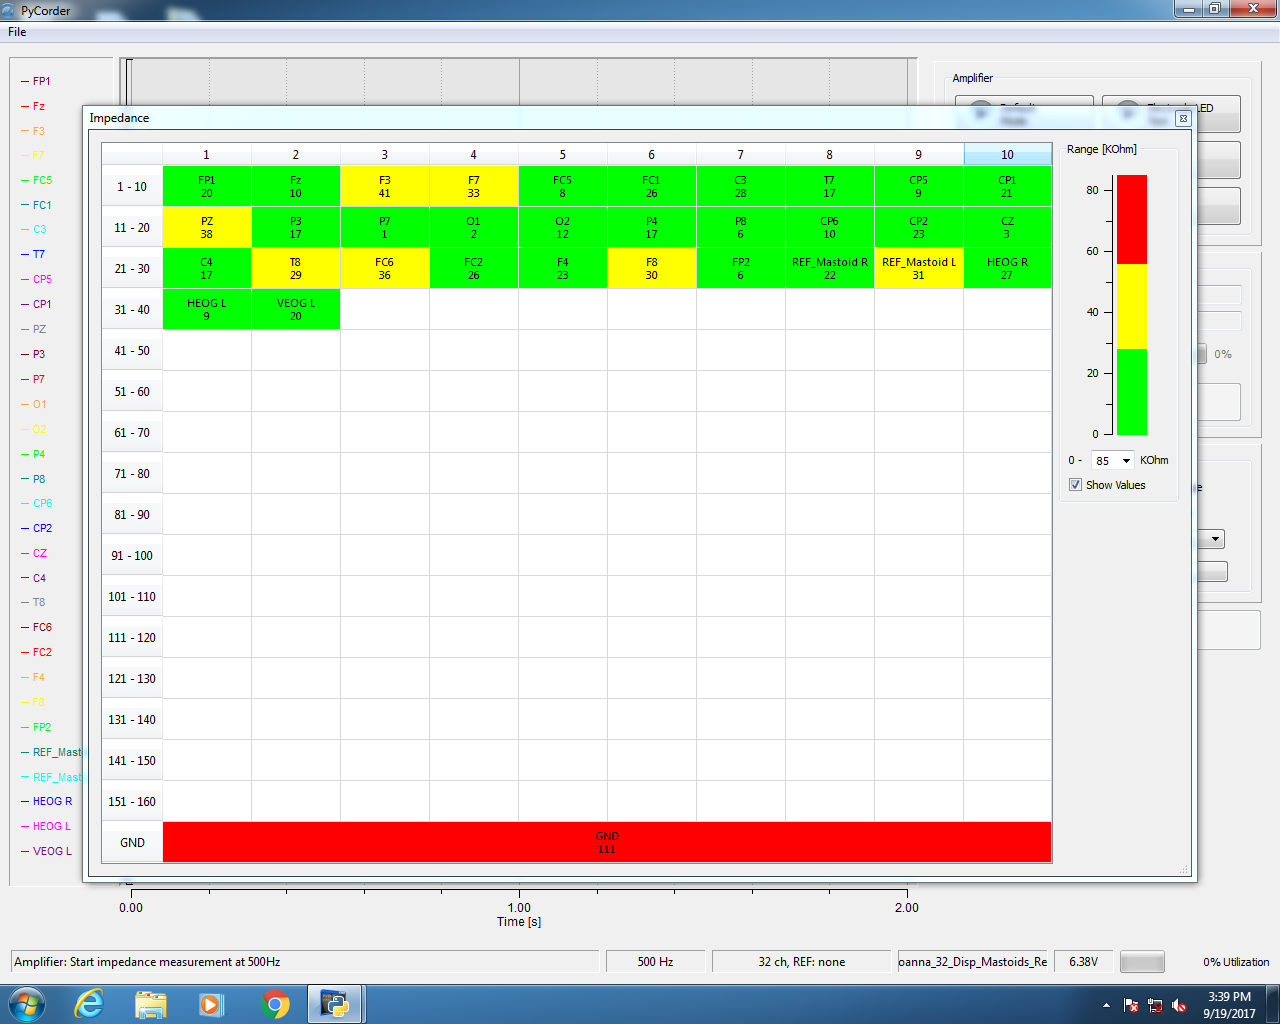 PyCorder
File
FP1
Fz
F3
F7
FC5
FC1
C3
T7
CP5
CP1
PZ
P3
P7
O1
O2
P4
P8
CP6
CP2
CZ
C4
T8
FC6
FC2
F4
F8
FP2
REF_Mast
REF_Mast
HEOG R
HEOG L
VEOG L
Amplifier
Default
Mode
Electrode LED
Test
0%
Impedance
1 2 3 4 5 6 7 8 9 10
1 - 10
FP1 Fz F3 F7 FC5 FC1 C3 T7 CP5 CP1
20 10 41 33 8 26 28 17 9 21
11 - 20
PZ P3 P7 O1 O2 P4 P8 CP6 CP2 CZ
38 17 1 2 12 17 6 10 23 3
21 - 30
C4 T8 FC6 FC2 F4 F8 FP2 REF_Mastoid R REF_Mastoid L HEOG R
17 29 36 26 23 30 6 22 31 27
31 - 40
HEOG L VEOG L
9 20
41 - 50
51 - 60
61 - 70
71 - 80
81 - 90
91 - 100
101 - 110
111 - 120
121 - 130
131 - 140
141 - 150
151 - 160
GND
GND
111
Range [KOhm]
80
60
40
20
0
0 - 85 KOhm
Show Values
0.00 1.00 2.00
Time [s]
Amplifier: Start impedance measurement at 500Hz
500 Hz
32 ch, REF: none
oanna_32_Disp_Mastoids_Re
6.38V
0% Utilization
3:39 PM
9/19/2017